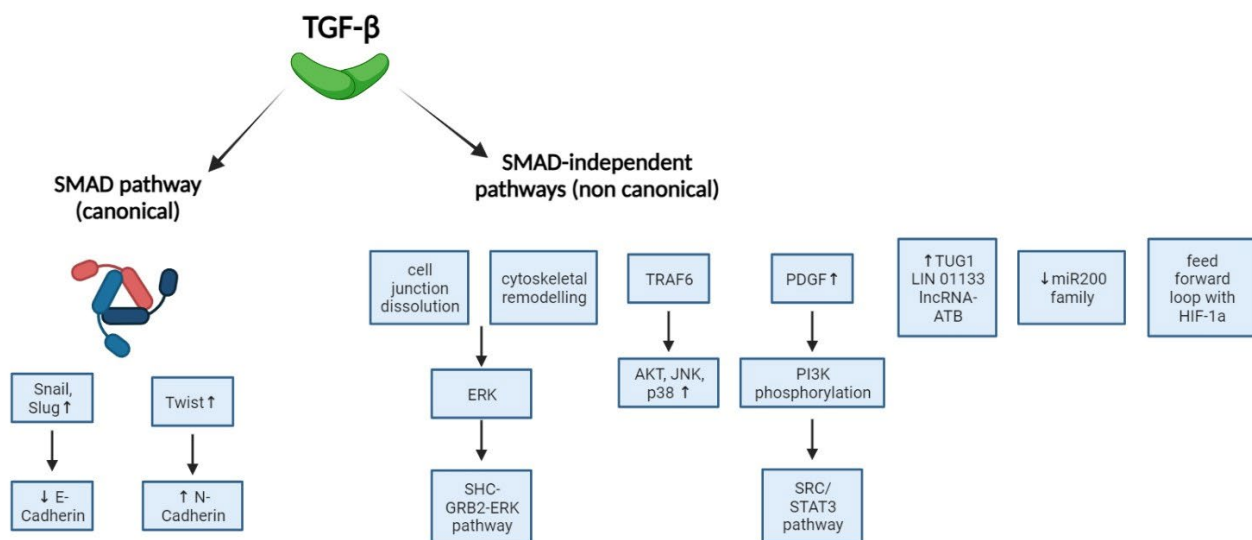 TGF-β
SMAD pathway
(canonical)
SMAD-independent
pathways (non canonical)
cell
junction
dissolution
cytoskeletal
remodelling
TRAF6
PDGF↑
↑TUG1
LIN 01133
lncRNA-
ATB
↓miR200
family
feed
forward
loop with
HIF-1a
Snail,
Slug↑
Twist↑
ERK
AKT, JNK,
p38 ↑
PI3K
phosphorylation
↓ E-
Cadherin
↑ N-
Cadherin
SHC-
GRB2-ERK
pathway
SRC/
STAT3
pathway